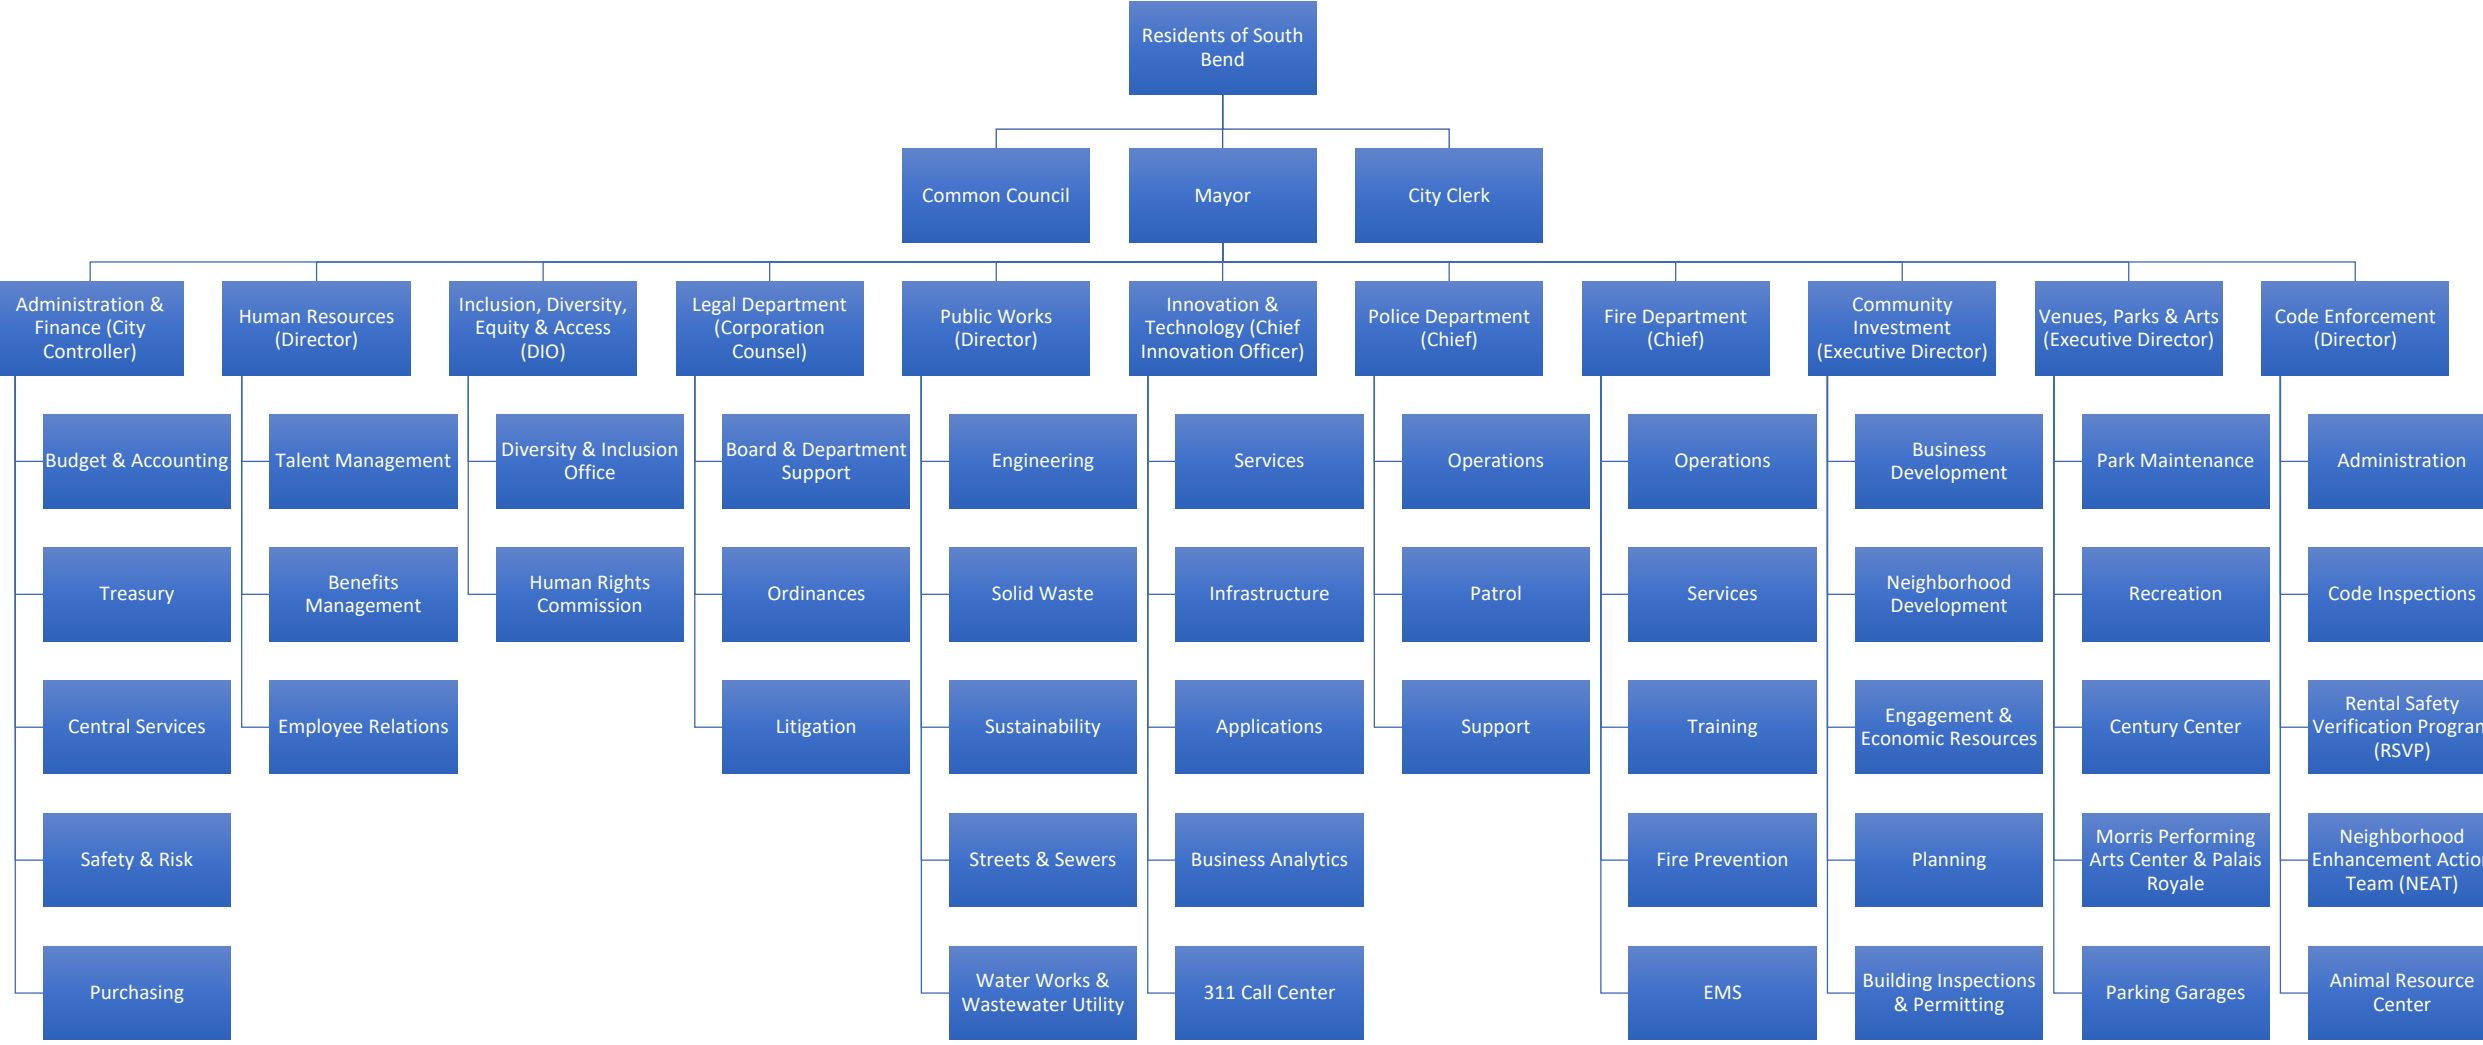 Residents of South
Bend
Common Council
Mayor
City Clerk
Administration &
Finance (City
Controller)
Human Resources
(Director)
Inclusion, Diversity,
Equity & Access
(DIO)
Legal Department
(Corporation
Counsel)
Public Works
(Director)
Innovation &
Technology (Chief
Innovation Officer)
Police Department
(Chief)
Fire Department
(Chief)
Community
Investment
(Executive Director)
Venues, Parks & Arts
(Executive Director)
Code Enforcement
(Director)
Budget & Accounting
Talent Management
Diversity & Inclusion
Office
Board & Department
Support
Engineering
Services
Operations
Operations
Business
Development
Park Maintenance
Administration
Treasury
Benefits
Management
Human Rights
Commission
Ordinances
Solid Waste
Infrastructure
Patrol
Services
Neighborhood
Development
Recreation
Code Inspections
Central Services
Employee Relations
Litigation
Sustainability
Applications
Support
Training
Engagement &
Economic Resources
Century Center
Rental Safety
Verification Program
(RSVP)
Safety & Risk
Streets & Sewers
Business Analytics
Fire Prevention
Planning
Morris Performing
Arts Center & Palais
Royale
Neighborhood
Enhancement Action
Team (NEAT)
Purchasing
Water Works &
Wastewater Utility
311 Call Center
EMS
Building Inspections
& Permitting
Parking Garages
Animal Resource
Center